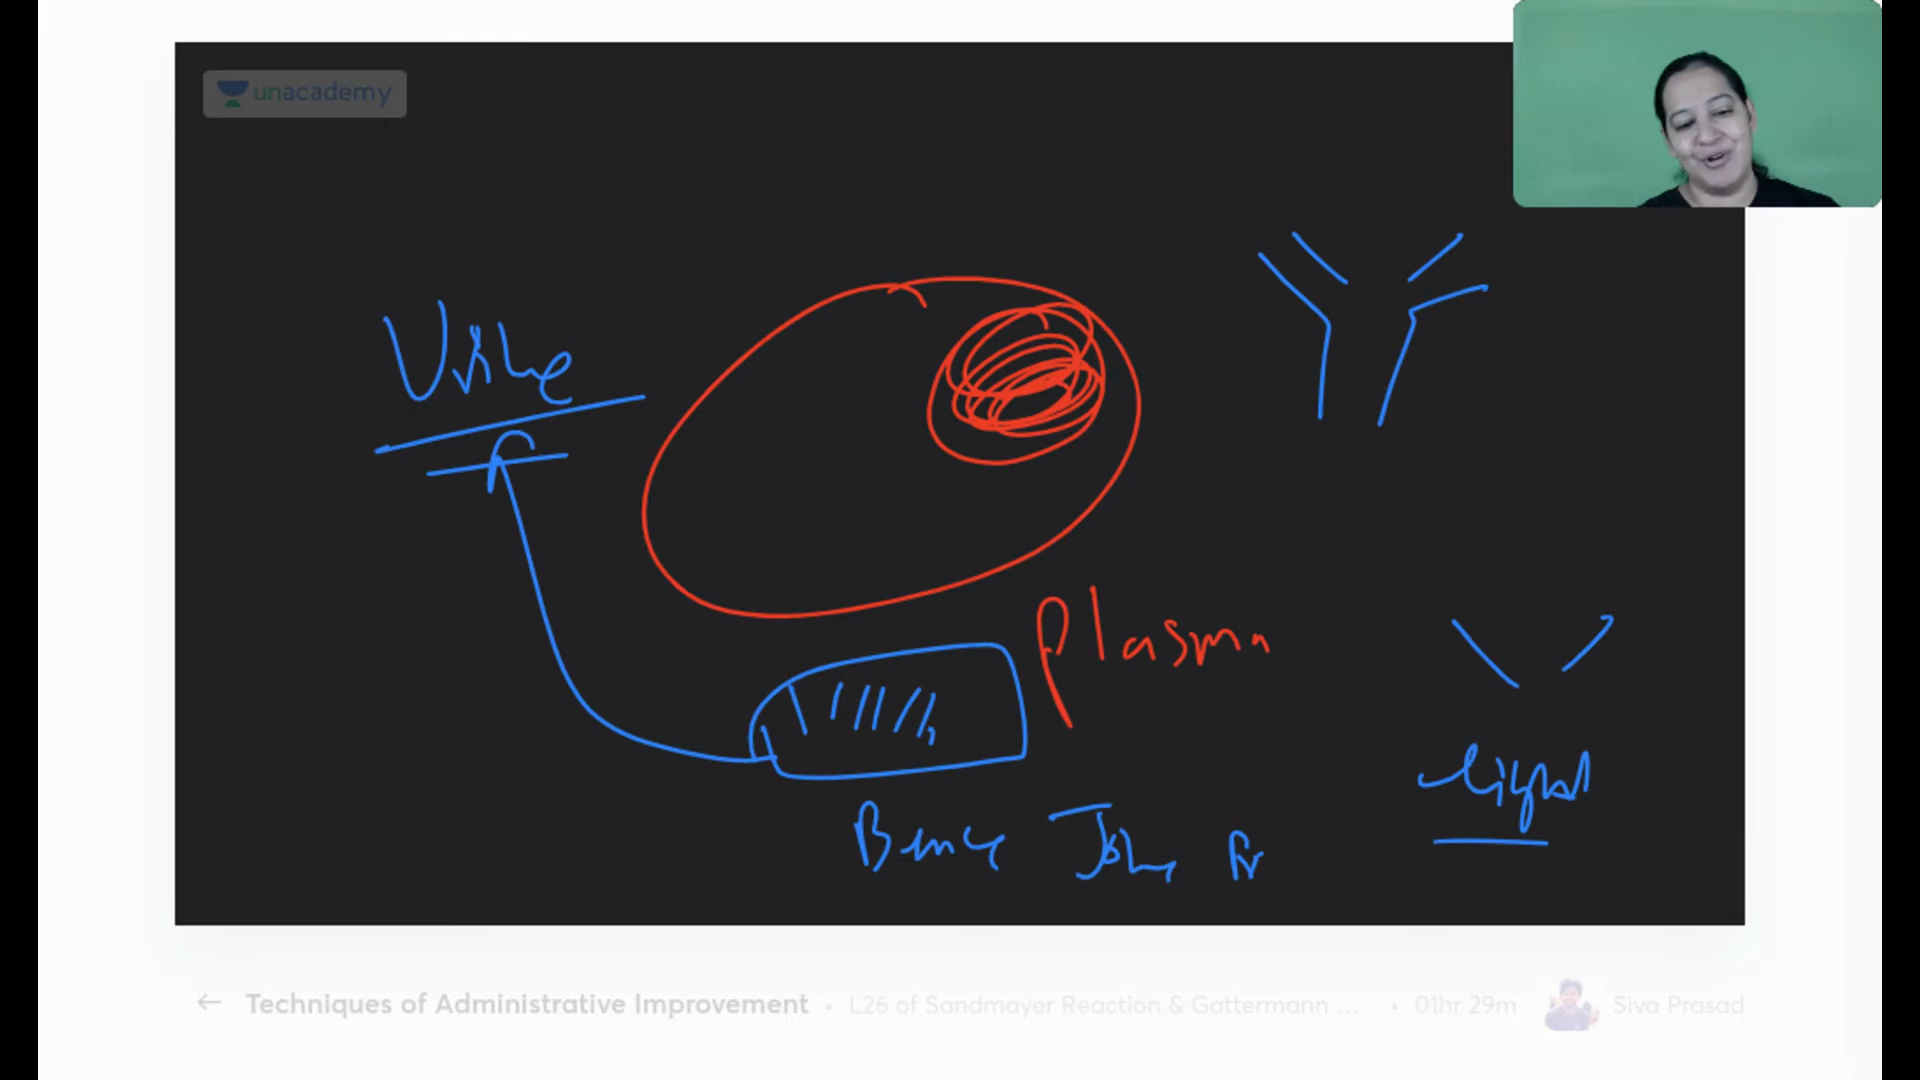 unacademy
Urine
Plasma
light
Bence Jone Pr
← Techniques of Administrative Improvement • L26 of Sandmayer Reaction & Gattermann ... • 01hr 29m Siva Prasad